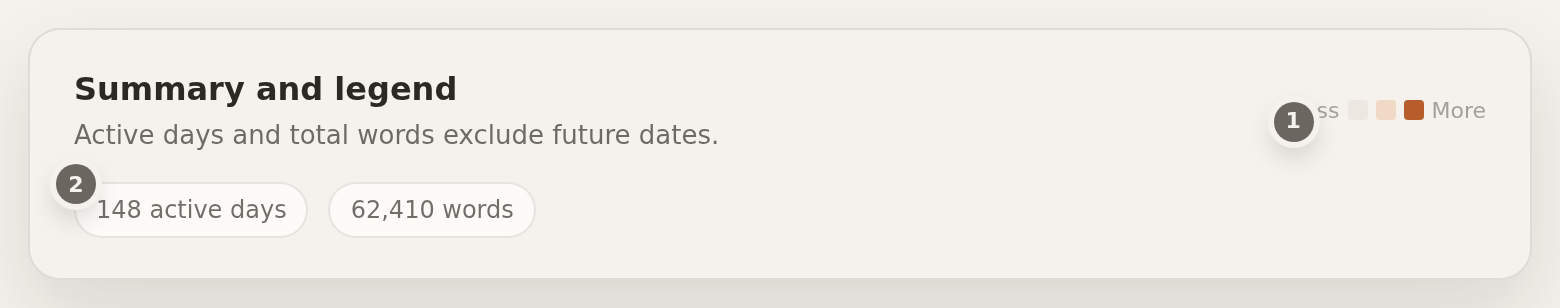 Summary and legend
Active days and total words exclude future dates.
1 ss More
2
148 active days 62,410 words